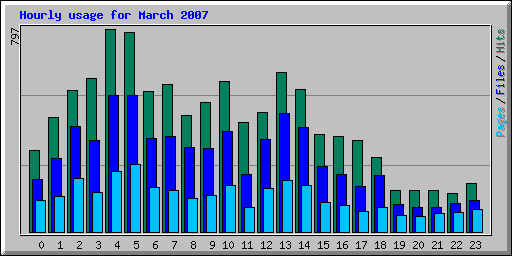 Hourly usage for March 2007
797
Pages/Files/Hits
0 1 2 3 4 5 6 7 8 9 10 11 12 13 14 15 16 17 18 19 20 21 22 23